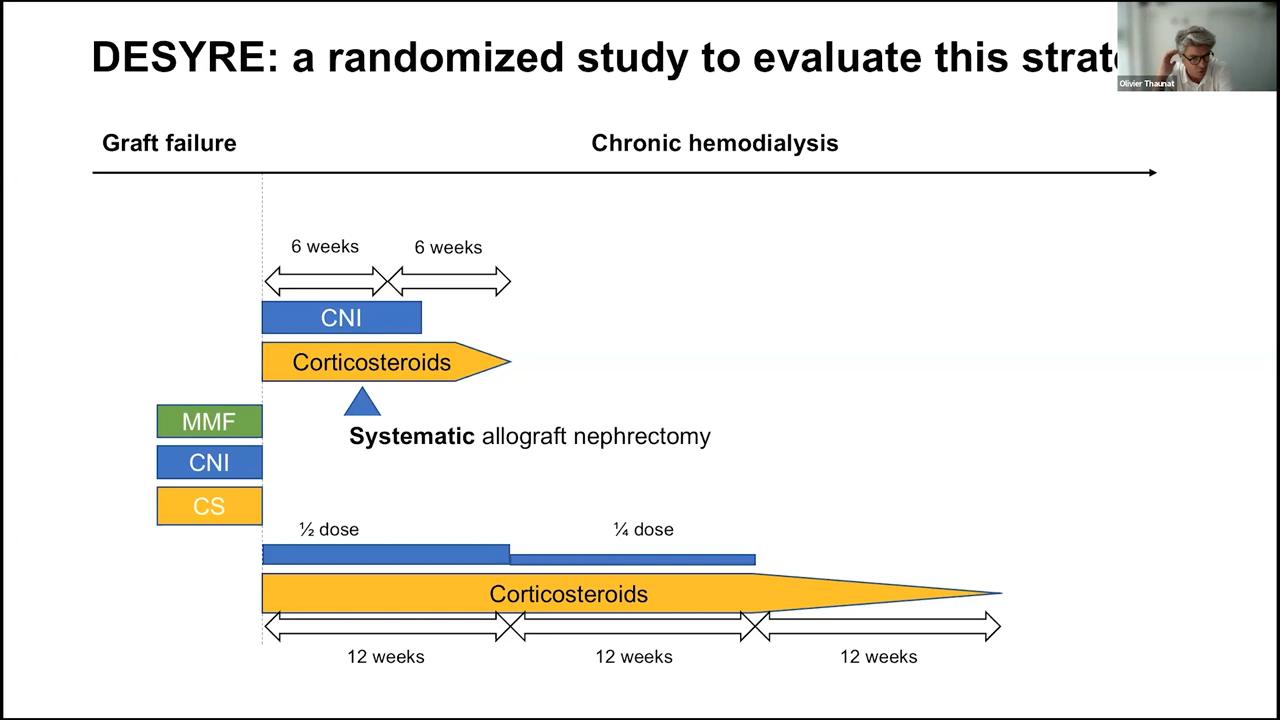 DESYRE: a randomized study to evaluate this strat
Olivier Thaunat
Graft failure
Chronic hemodialysis
6 weeks
6 weeks
CNI
Corticosteroids
MMF
Systematic allograft nephrectomy
CNI
CS
½ dose
¼ dose
Corticosteroids
12 weeks
12 weeks
12 weeks